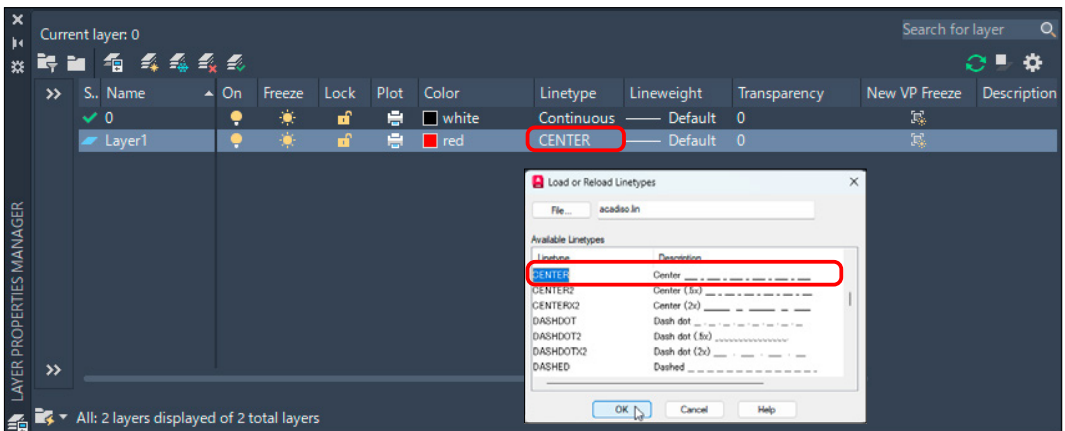 Current layer: 0
Search for layer
S.. Name On Freeze Lock Plot Color Linetype Lineweight Transparency New VP Freeze Description
0 white Continuous Default 0
Layer1 red CENTER Default 0
Load or Reload Linetypes
File... acadiso.lin
Available Linetypes
Linetype Description
CENTER Center
CENTER2 Center (.5x)
CENTERX2 Center (2x)
DASHDOT Dash dot
DASHDOT2 Dash dot (.5x)
DASHDOTX2 Dash dot (2x)
DASHED Dashed
OK Cancel Help
LAYER PROPERTIES MANAGER
All: 2 layers displayed of 2 total layers